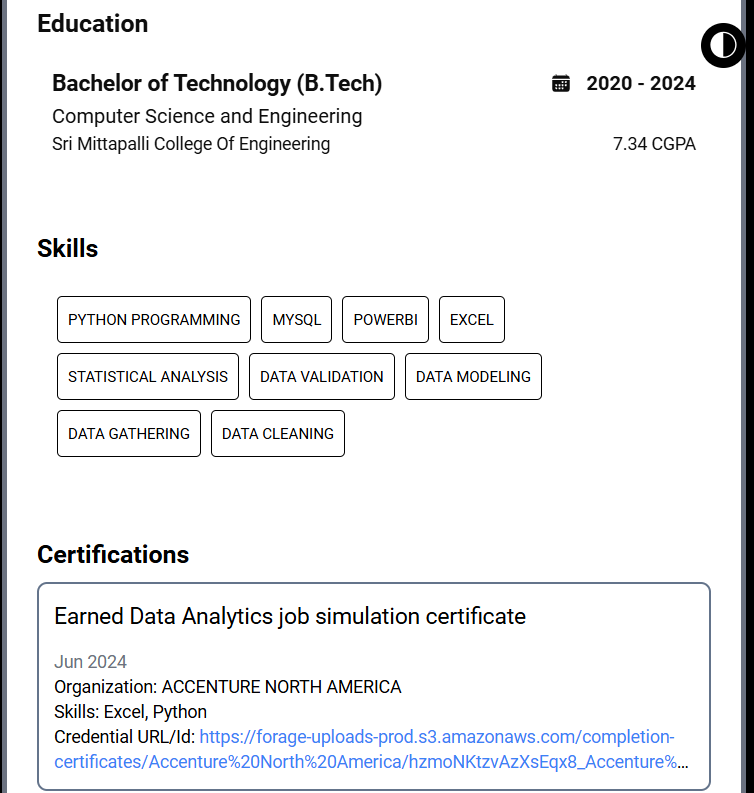 Education
Bachelor of Technology (B.Tech) 2020 - 2024
Computer Science and Engineering
Sri Mittapalli College Of Engineering 7.34 CGPA
Skills
PYTHON PROGRAMMING MYSQL POWERBI EXCEL
STATISTICAL ANALYSIS DATA VALIDATION DATA MODELING
DATA GATHERING DATA CLEANING
Certifications
Earned Data Analytics job simulation certificate
Jun 2024
Organization: ACCENTURE NORTH AMERICA
Skills: Excel, Python
Credential URL/Id: https://forage-uploads-prod.s3.amazonaws.com/completion-
certificates/Accenture%20North%20America/hzmoNKtzvAzXsEqx8_Accenture%...